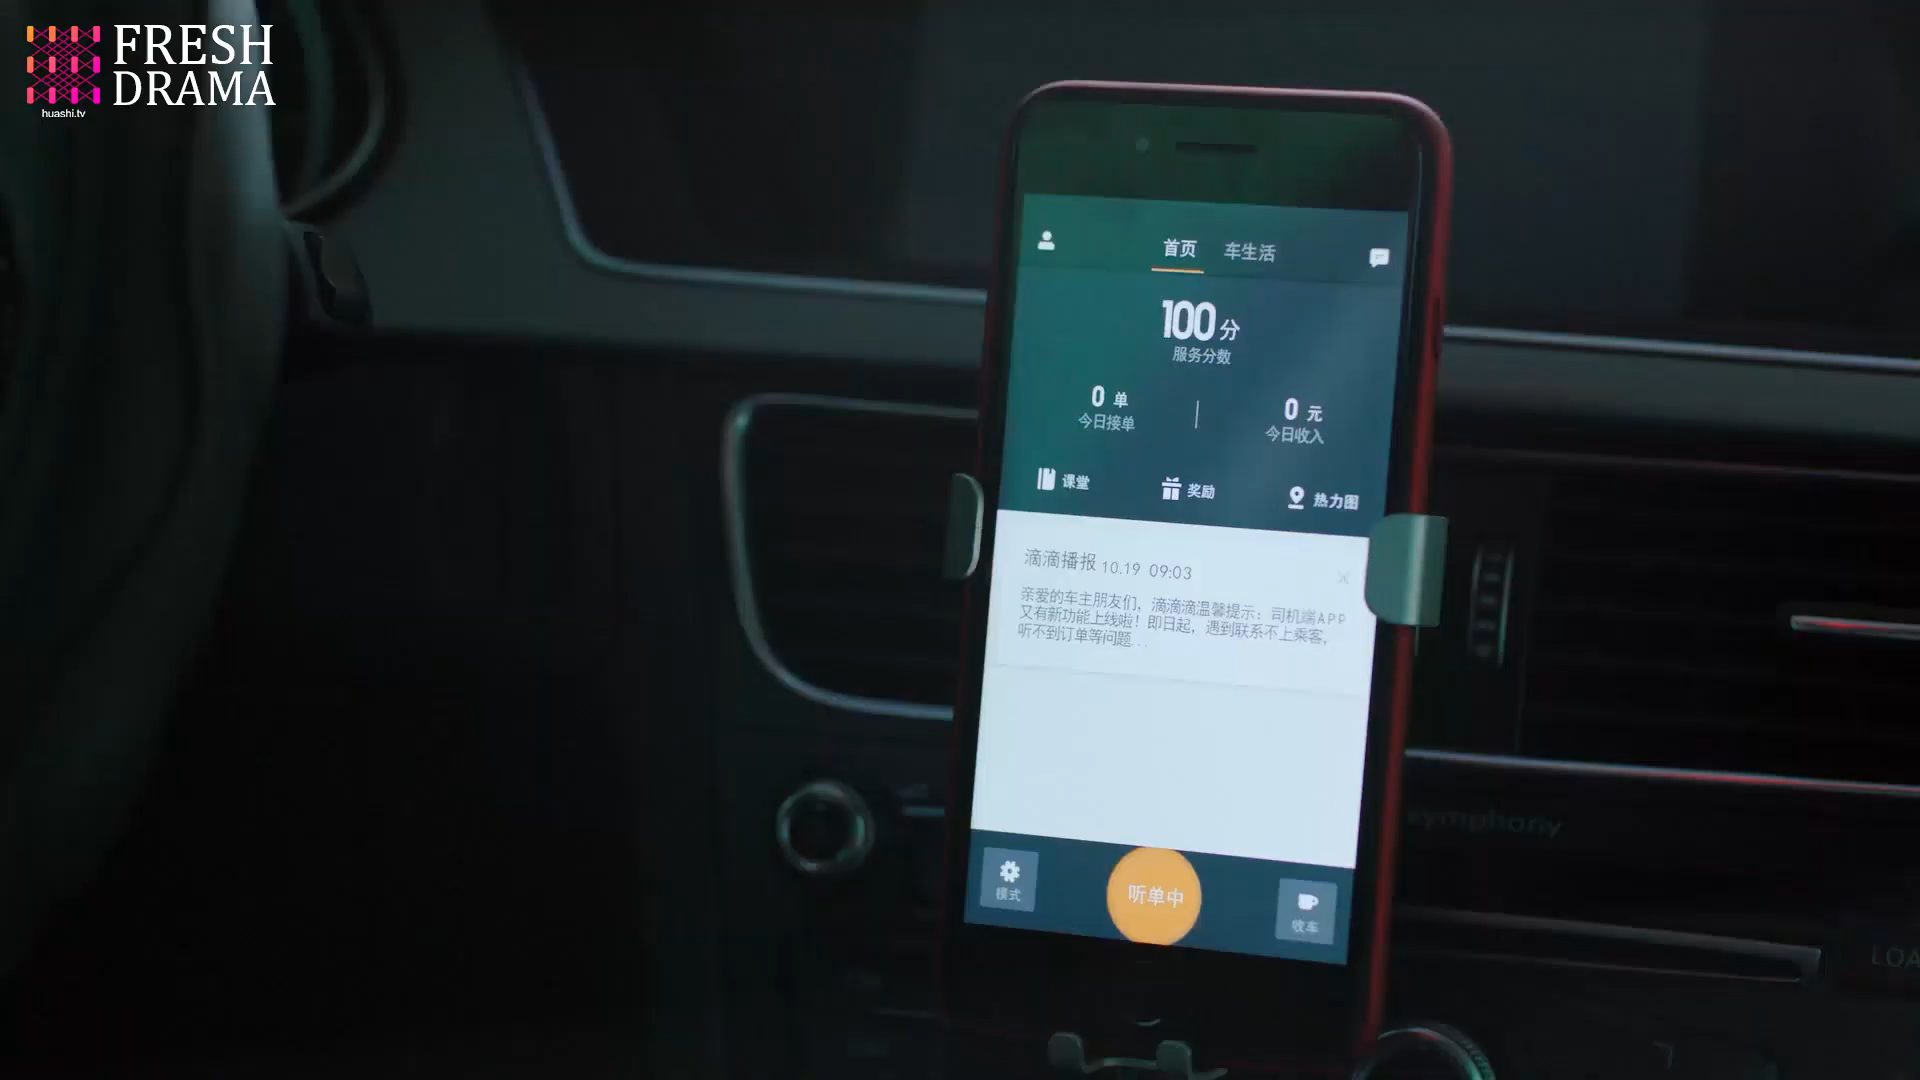 FRESH
DRAMA
huashi.tv
首页 车生活
100分
服务分数
0 单
今日接单
0 元
今日收入
课堂
奖励
热力图
滴滴播报 10.19 09:03
亲爱的车主朋友们，滴滴滴温馨提示：司机端APP
又有新功能上线啦！即日起，遇到联系不上乘客，
听不到订单等问题...
模式
听单中
收车
symphony
LOA